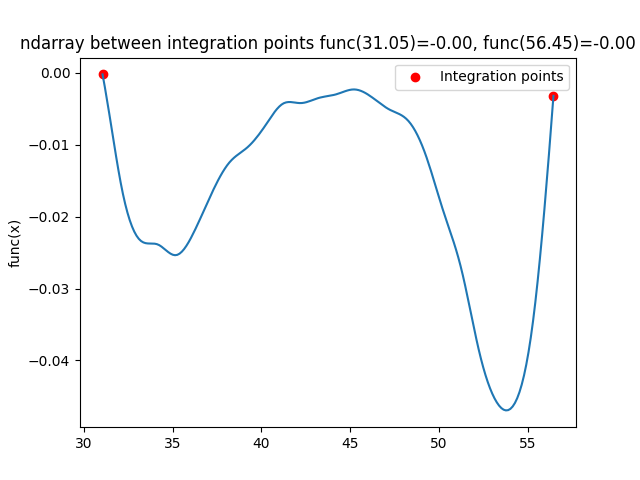 ndarray between integration points func(31.05)=-0.00, func(56.45)=-0.00
Integration points
func(x)
0.00
−0.01
−0.02
−0.03
−0.04
30 35 40 45 50 55